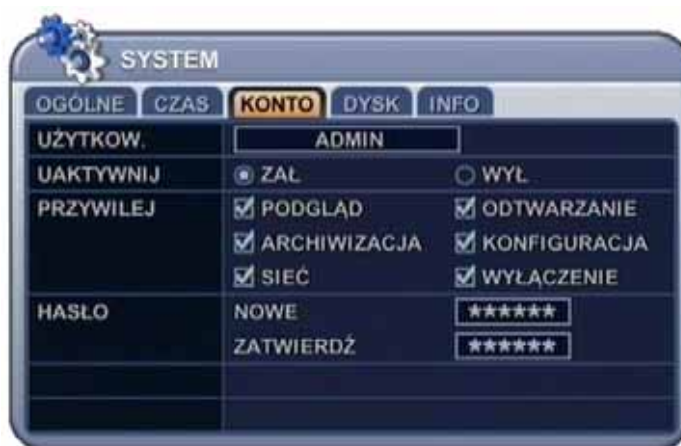 SYSTEM
OGÓLNE CZAS KONTO DYSK INFO
UŻYTKOW. ADMIN
UAKTYWNIJ ZAŁ WYŁ
PRZYWILEJ PODGLĄD ODTWARZANIE
ARCHIWIZACJA KONFIGURACJA
SIEĆ WYŁĄCZENIE
HASŁO NOWE ******
ZATWIERDŹ ******